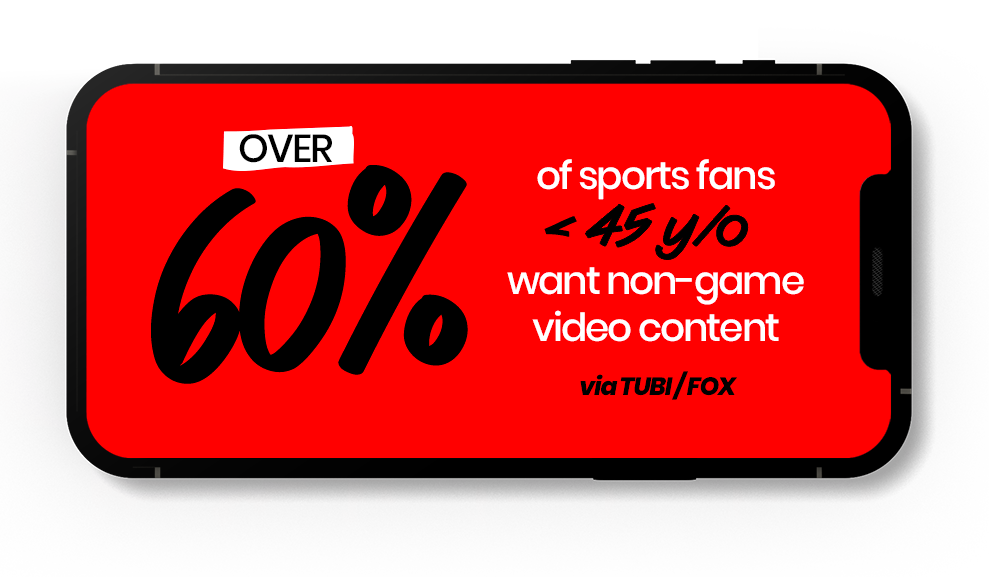 OVER
60%
of sports fans
< 45 y/o
want non-game
video content
via TUBI/FOX